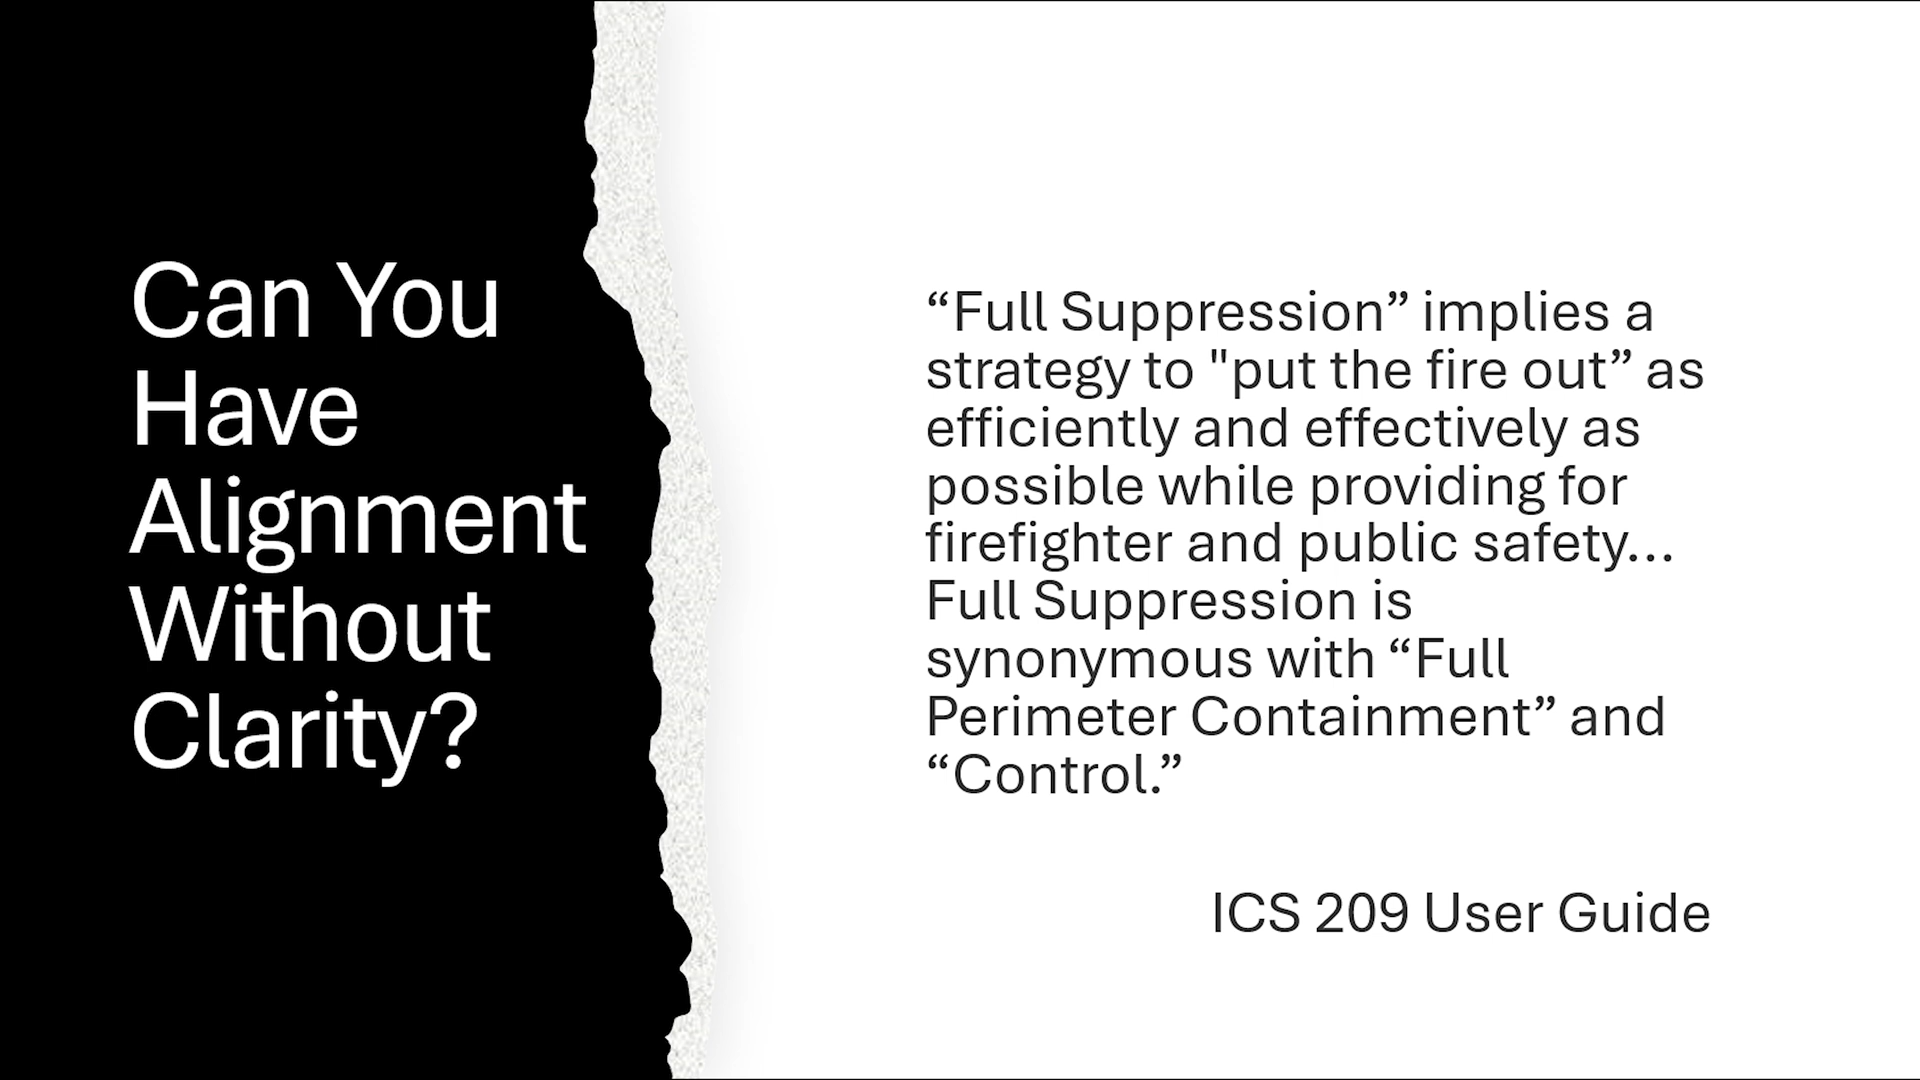 Can You
Have
Alignment
Without
Clarity?
“Full Suppression” implies a
strategy to "put the fire out” as
efficiently and effectively as
possible while providing for
firefighter and public safety…
Full Suppression is
synonymous with “Full
Perimeter Containment” and
“Control.”
ICS 209 User Guide